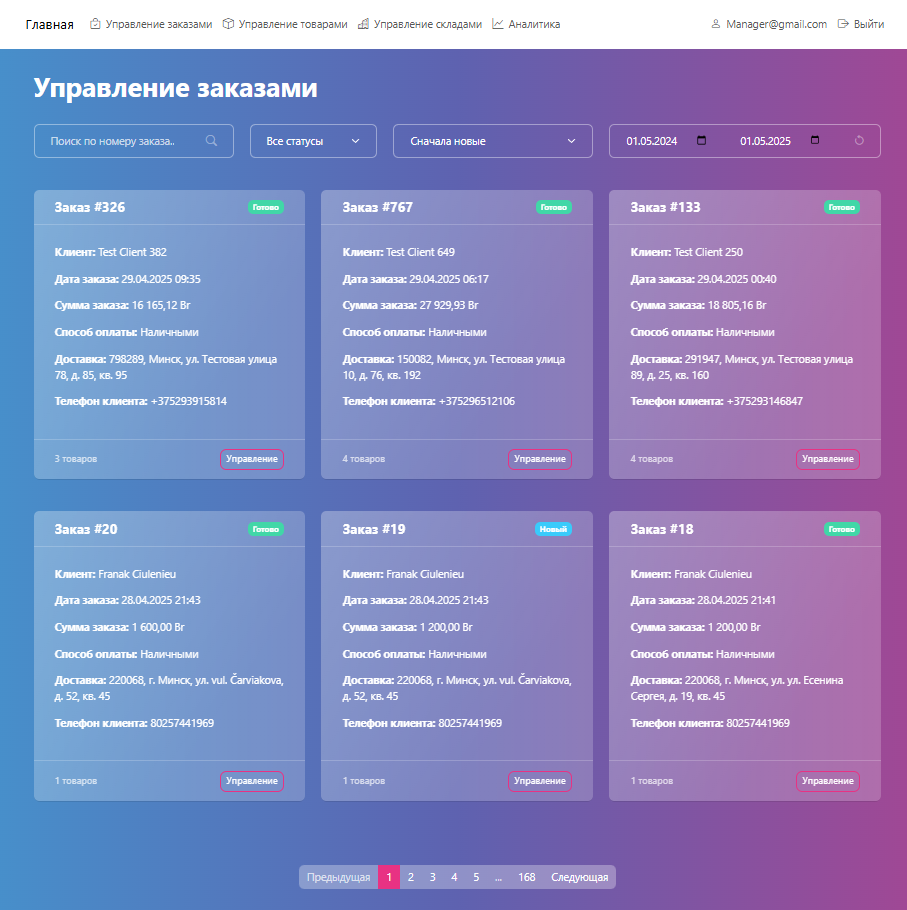 Главная Управление заказами Управление товарами Управление складами Аналитика Manager@gmail.com Выйти
Управление заказами
Поиск по номеру заказа.. Все статусы Сначала новые 01.05.2024 01.05.2025
Заказ #326 Готово
Клиент: Test Client 382
Дата заказа: 29.04.2025 09:35
Сумма заказа: 16 165,12 Br
Способ оплаты: Наличными
Доставка: 798289, Минск, ул. Тестовая улица
78, д. 85, кв. 95
Телефон клиента: +375293915814
3 товаров Управление
Заказ #767 Готово
Клиент: Test Client 649
Дата заказа: 29.04.2025 06:17
Сумма заказа: 27 929,93 Br
Способ оплаты: Наличными
Доставка: 150082, Минск, ул. Тестовая улица
10, д. 76, кв. 192
Телефон клиента: +375296512106
4 товаров Управление
Заказ #133 Готово
Клиент: Test Client 250
Дата заказа: 29.04.2025 00:40
Сумма заказа: 18 805,16 Br
Способ оплаты: Наличными
Доставка: 291947, Минск, ул. Тестовая улица
89, д. 25, кв. 160
Телефон клиента: +375293146847
4 товаров Управление
Заказ #20 Готово
Клиент: Franak Ciulenieu
Дата заказа: 28.04.2025 21:43
Сумма заказа: 1 600,00 Br
Способ оплаты: Наличными
Доставка: 220068, г. Минск, ул. vul. Čarviakova,
д. 52, кв. 45
Телефон клиента: 80257441969
1 товаров Управление
Заказ #19 Новый
Клиент: Franak Ciulenieu
Дата заказа: 28.04.2025 21:43
Сумма заказа: 1 200,00 Br
Способ оплаты: Наличными
Доставка: 220068, г. Минск, ул. vul. Čarviakova,
д. 52, кв. 45
Телефон клиента: 80257441969
1 товаров Управление
Заказ #18 Готово
Клиент: Franak Ciulenieu
Дата заказа: 28.04.2025 21:41
Сумма заказа: 1 200,00 Br
Способ оплаты: Наличными
Доставка: 220068, г. Минск, ул. ул. Есенина
Сергея, д. 19, кв. 45
Телефон клиента: 80257441969
1 товаров Управление
Предыдущая 1 2 3 4 5 ... 168 Следующая